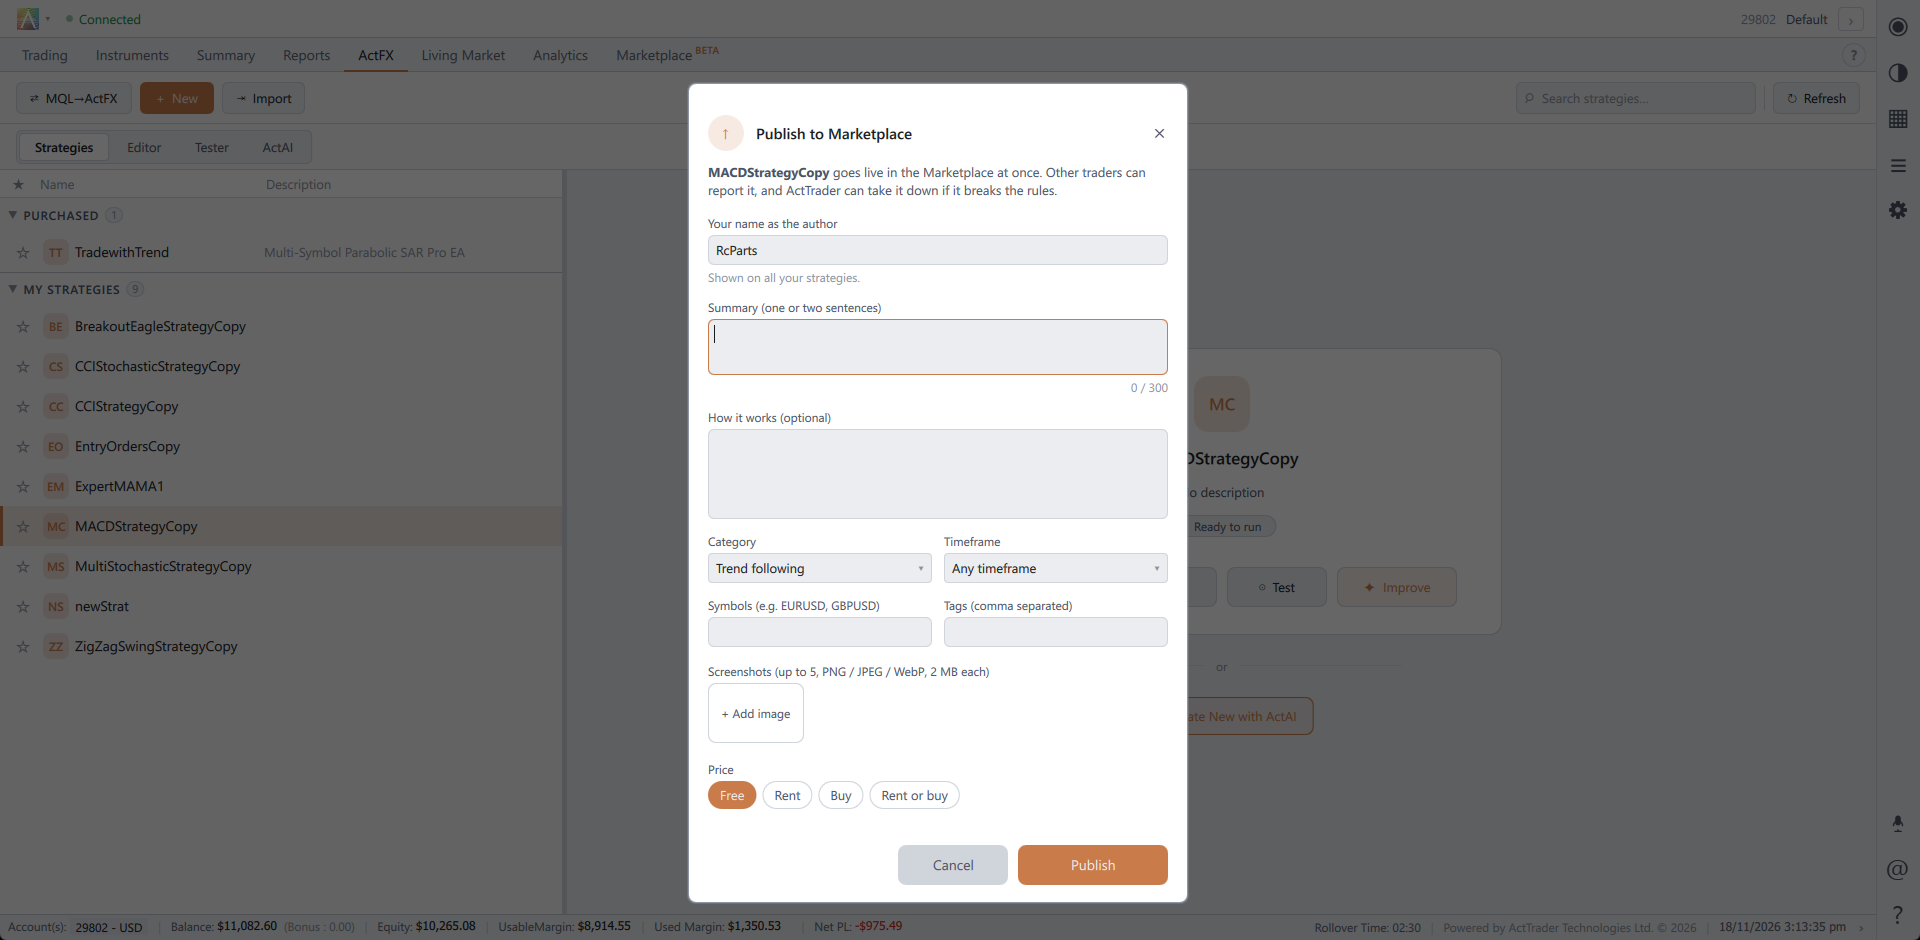 Connected
29802 Default
Trading Instruments Summary Reports ActFX Living Market Analytics Marketplace BETA
?
MQL→ActFX + New Import
Search strategies...
Refresh
Strategies Editor Tester ActAI
★ Name Description
PURCHASED 1
TT TradewithTrend Multi-Symbol Parabolic SAR Pro EA
MY STRATEGIES 9
BE BreakoutEagleStrategyCopy
CS CCIStochasticStrategyCopy
CC CCIStrategyCopy
EO EntryOrdersCopy
EM ExpertMAMA1
MC MACDStrategyCopy
MS MultiStochasticStrategyCopy
NS newStrat
ZZ ZigZagSwingStrategyCopy
Publish to Marketplace
MACDStrategyCopy goes live in the Marketplace at once. Other traders can
report it, and ActTrader can take it down if it breaks the rules.
Your name as the author
RcParts
Shown on all your strategies.
Summary (one or two sentences)
0 / 300
How it works (optional)
Category Timeframe
Trend following Any timeframe
Symbols (e.g. EURUSD, GBPUSD) Tags (comma separated)
Screenshots (up to 5, PNG / JPEG / WebP, 2 MB each)
+ Add image
Price
Free Rent Buy Rent or buy
Cancel Publish
MC
DStrategyCopy
o description
Ready to run
Test Improve
or
ate New with ActAI
@
?
Account(s): 29802 - USD Balance: $11,082.60 (Bonus : 0.00) Equity: $10,265.08 UsableMargin: $8,914.55 Used Margin: $1,350.53 Net PL: -$975.49 Rollover Time: 02:30 Powered by ActTrader Technologies Ltd. © 2026 18/11/2026 3:13:35 pm